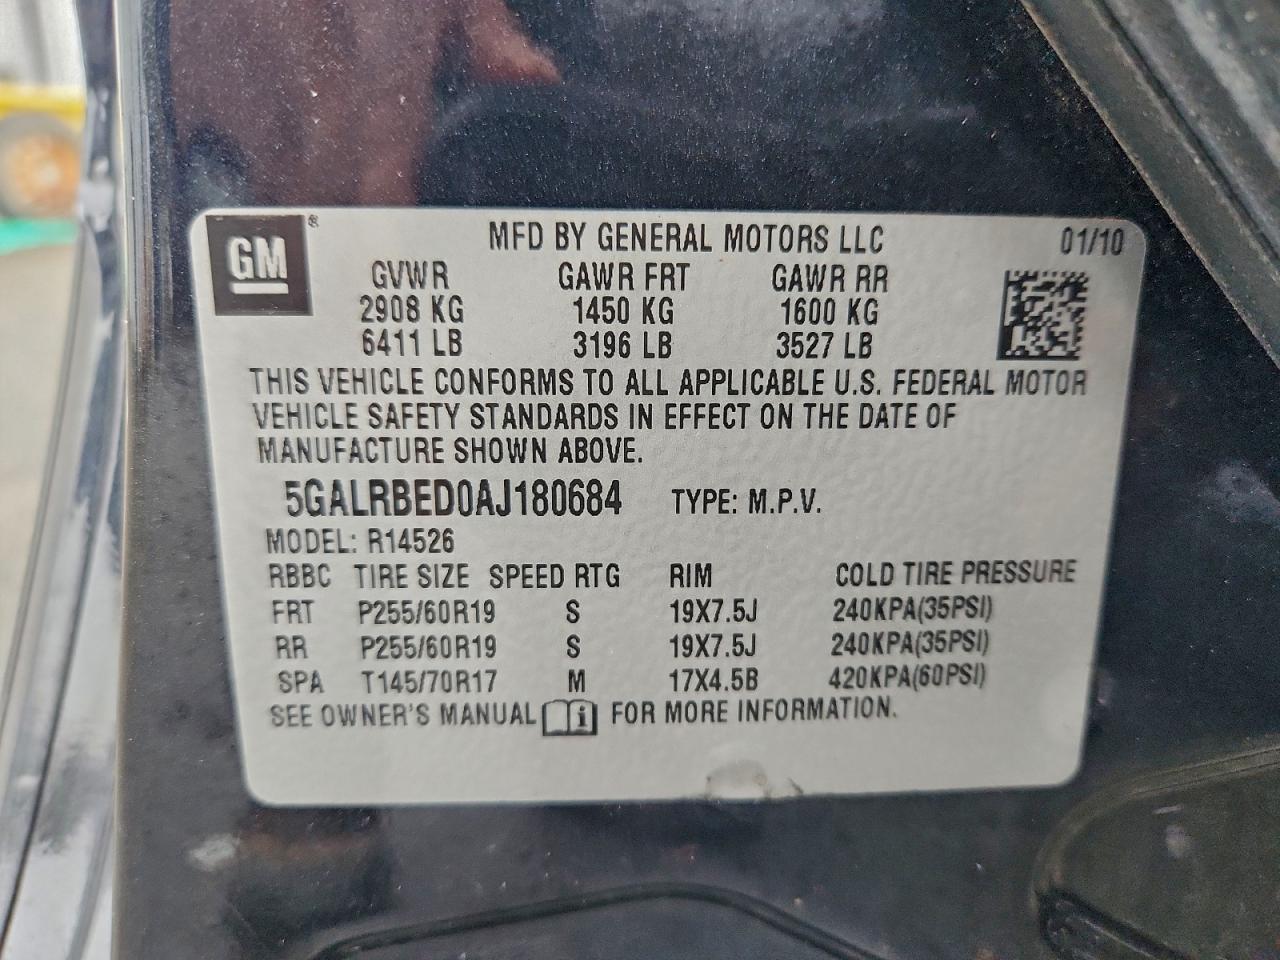 GM ® MFD BY GENERAL MOTORS LLC 01/10
GVWR GAWR FRT GAWR RR
2908 KG 1450 KG 1600 KG
6411 LB 3196 LB 3527 LB
THIS VEHICLE CONFORMS TO ALL APPLICABLE U.S. FEDERAL MOTOR
VEHICLE SAFETY STANDARDS IN EFFECT ON THE DATE OF
MANUFACTURE SHOWN ABOVE.
5GALRBED0AJ180684 TYPE: M.P.V.
MODEL: R14526
RBBC TIRE SIZE SPEED RTG RIM COLD TIRE PRESSURE
FRT P255/60R19 S 19X7.5J 240KPA(35PSI)
RR P255/60R19 S 19X7.5J 240KPA(35PSI)
SPA T145/70R17 M 17X4.5B 420KPA(60PSI)
SEE OWNER'S MANUAL i FOR MORE INFORMATION.